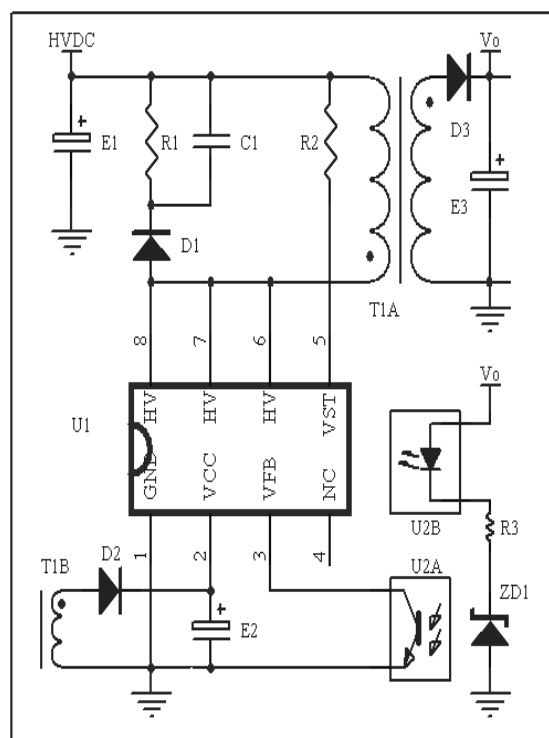 HVDC
Vo
E1
R1
C1
R2
D3
E3
D1
T1A
8
7
6
5
HV
HV
HV
VST
U1
Vo
GND
VCC
VFB
NC
U2B
R3
1
2
3
4
D2
T1B
U2A
ZD1
E2